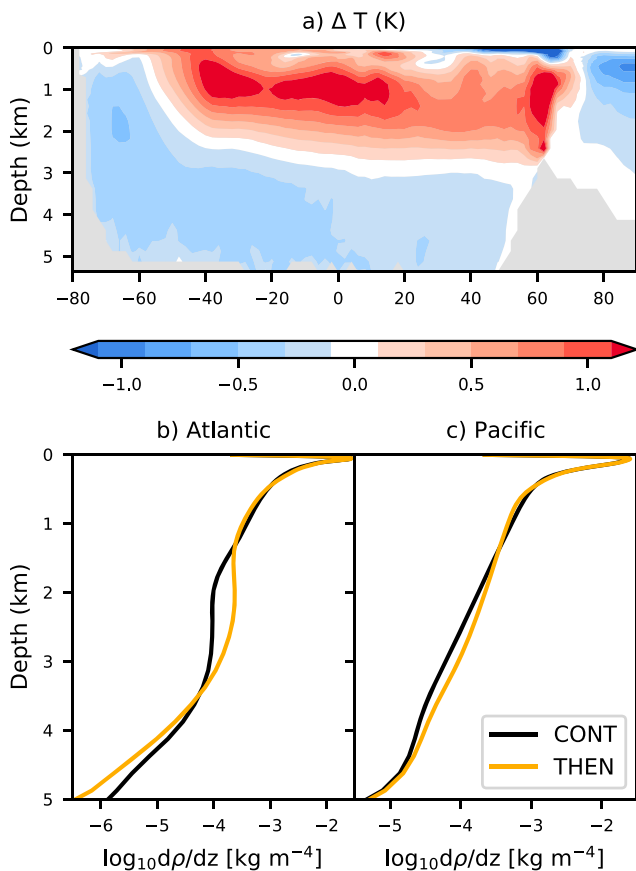 a) Δ T (K)
0
1
2
3
4
5
Depth (km)
−80 −60 −40 −20 0 20 40 60 80
−1.0 −0.5 0.0 0.5 1.0
b) Atlantic
c) Pacific
0
1
2
3
4
5
Depth (km)
CONT
THEN
−6 −5 −4 −3 −2
−5 −4 −3 −2
log₁₀dρ/dz [kg m⁻⁴]
log₁₀dρ/dz [kg m⁻⁴]